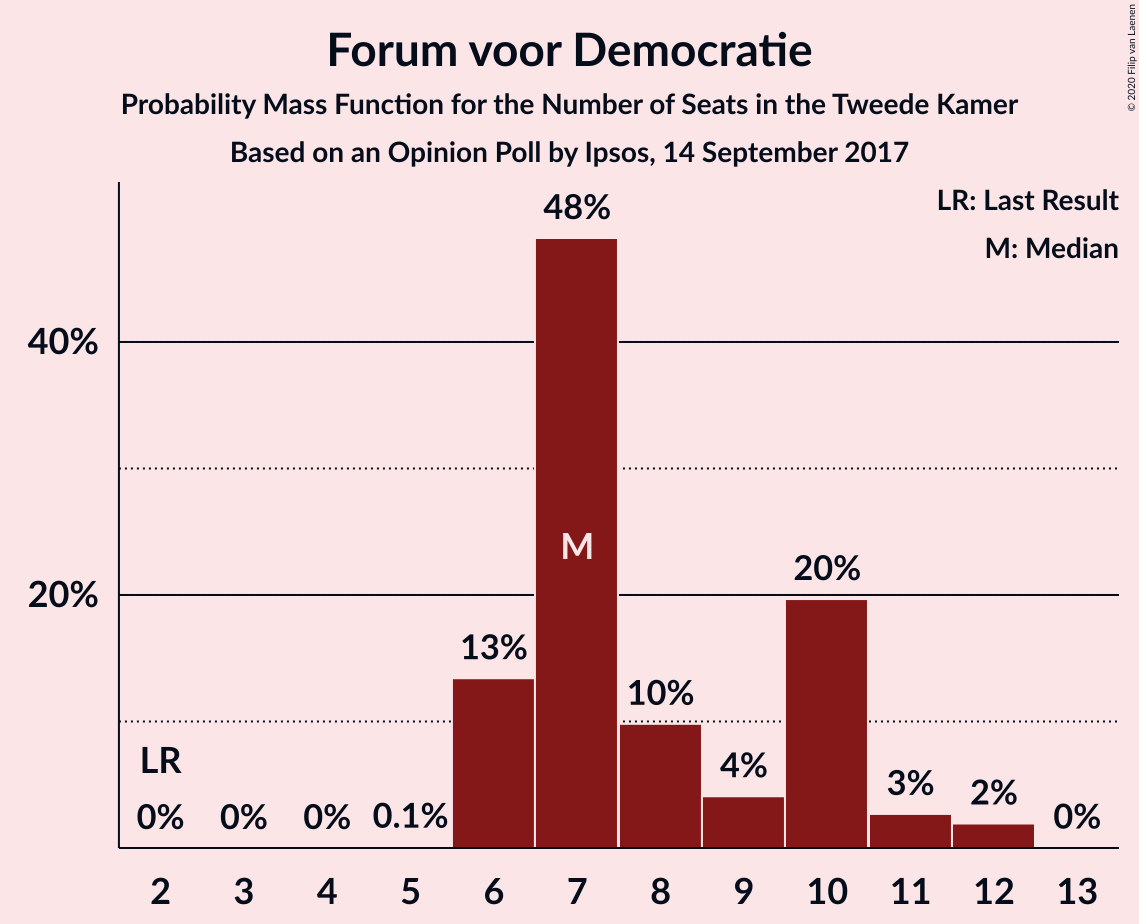 Forum voor Democratie
Probability Mass Function for the Number of Seats in the Tweede Kamer
Based on an Opinion Poll by Ipsos, 14 September 2017
© 2020 Filip van Laenen
LR: Last Result
M: Median
48%
40%
M
20%
20%
13%
10%
LR
4%
3%
2%
0% 0% 0% 0.1% 0%
2 3 4 5 6 7 8 9 10 11 12 13